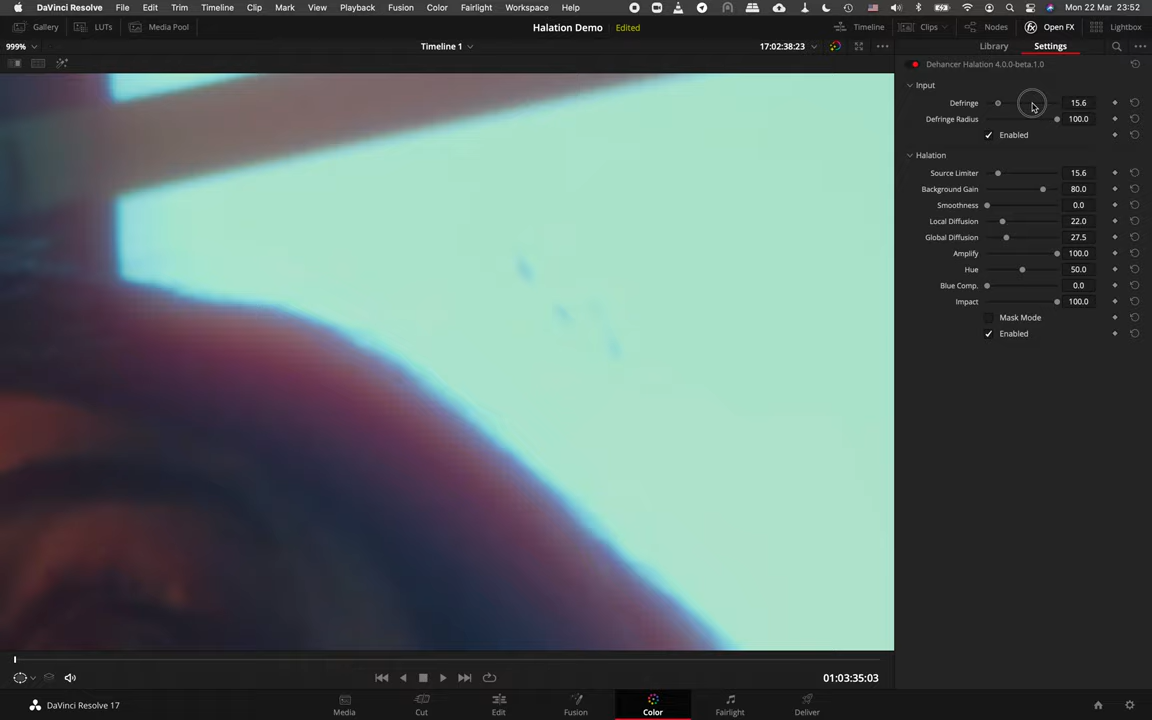 DaVinci Resolve File Edit Trim Timeline Clip Mark View Playback Fusion Color Fairlight Workspace Help Mon 22 Mar 23:52
Gallery LUTs Media Pool Halation Demo Edited Timeline Clips Nodes Open FX Lightbox
999% Timeline 1 17:02:38:23 Library Settings
Dehancer Halation 4.0.0-beta.1.0
Input
Defringe 15.6
Defringe Radius 100.0
Enabled
Halation
Source Limiter 15.6
Background Gain 80.0
Smoothness 0.0
Local Diffusion 22.0
Global Diffusion 27.5
Amplify 100.0
Hue 50.0
Blue Comp. 0.0
Impact 100.0
Mask Mode
Enabled
01:03:35:03
DaVinci Resolve 17 Media Cut Edit Fusion Color Fairlight Deliver